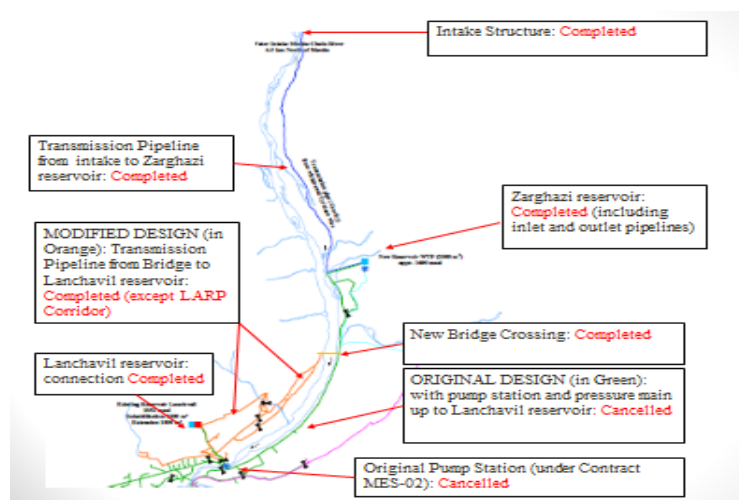 Intake Structure: Completed
Transmission Pipeline
from intake to Zarghazi
reservoir: Completed
Zarghazi reservoir:
Completed (including
inlet and outlet pipelines)
MODIFIED DESIGN (in
Orange): Transmission
Pipeline from Bridge to
Lanchavil reservoir:
Completed (except LARP
Corridor)
New Bridge Crossing: Completed
Lanchavil reservoir:
connection Completed
ORIGINAL DESIGN (in Green):
with pump station and pressure main
up to Lanchavil reservoir: Cancelled
Original Pump Station (under Contract
MES-02): Cancelled